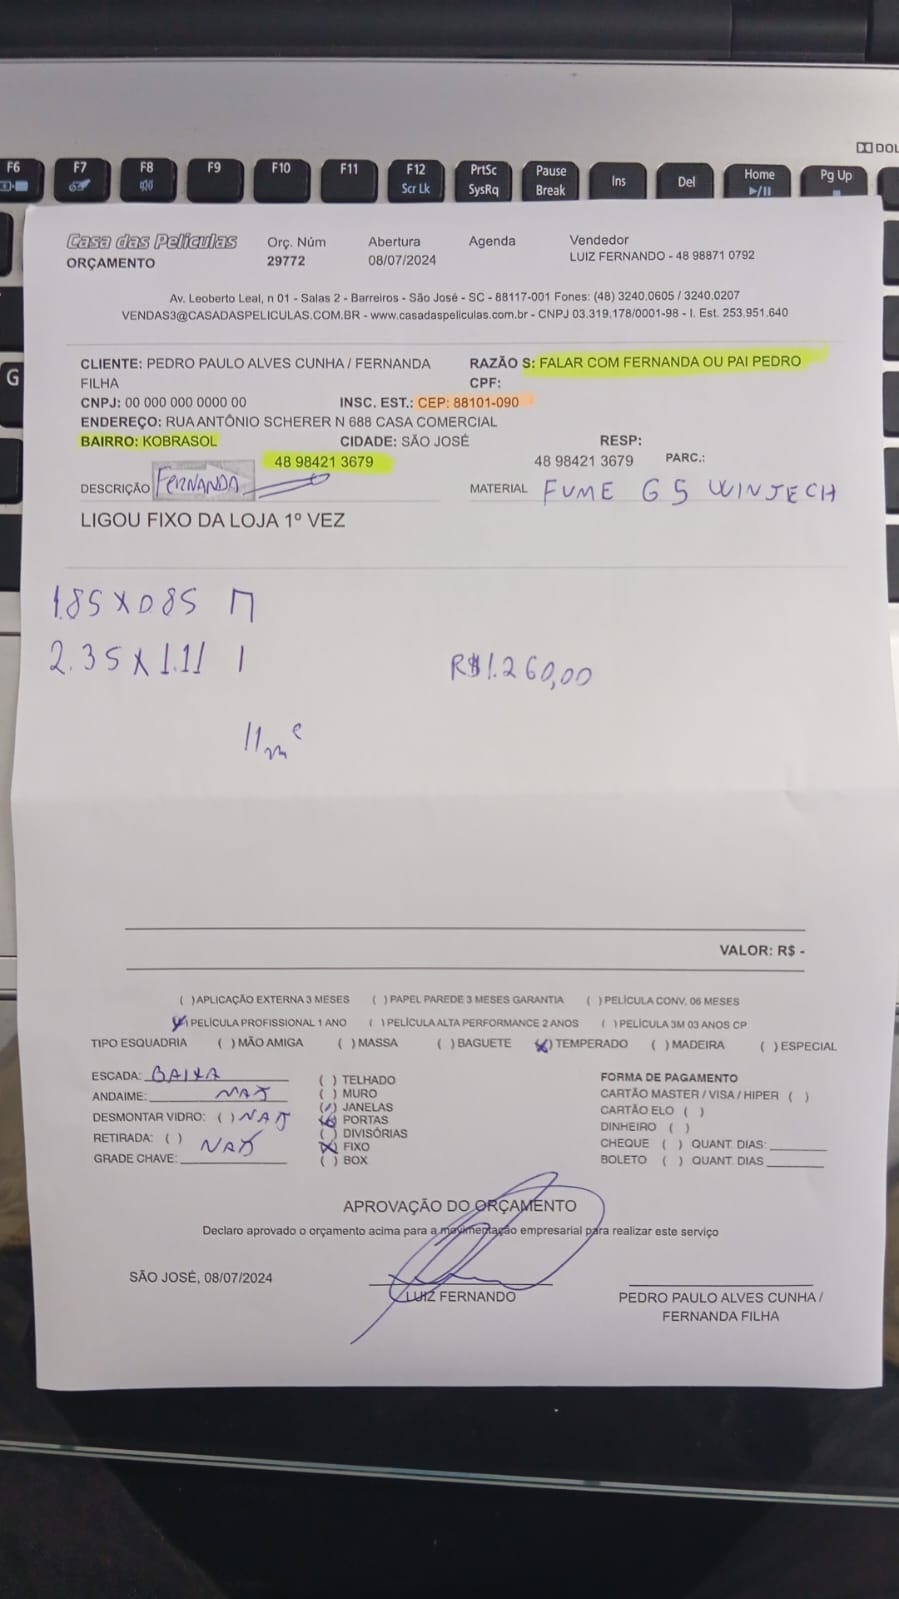 DOL
F6 F7 F8 F9 F10 F11 F12 PrtSc Pause Ins Del Home Pg Up
Scr Lk SysRq Break
G
Casa das Películas Orç. Núm Abertura Agenda Vendedor
ORÇAMENTO 29772 08/07/2024 LUIZ FERNANDO - 48 98871 0792
Av. Leoberto Leal, n 01 - Salas 2 - Barreiros - São José - SC - 88117-001 Fones: (48) 3240.0605 / 3240.0207
VENDAS3@CASADASPELICULAS.COM.BR - www.casadaspeliculas.com.br - CNPJ 03.319.178/0001-98 - I. Est. 253.951.640
CLIENTE: PEDRO PAULO ALVES CUNHA / FERNANDA RAZÃO S: FALAR COM FERNANDA OU PAI PEDRO
FILHA CPF:
CNPJ: 00 000 000 0000 00 INSC. EST.: CEP: 88101-090
ENDEREÇO: RUA ANTÔNIO SCHERER N 688 CASA COMERCIAL
BAIRRO: KOBRASOL CIDADE: SÃO JOSÉ RESP:
48 98421 3679 48 98421 3679 PARC.:
DESCRIÇÃO FERNANDA MATERIAL FUME G5 WINTECH
LIGOU FIXO DA LOJA 1º VEZ
1.85 X 0.85
2.35 X 1.11 R$1.260,00
11m²
VALOR: R$ -
( )APLICAÇÃO EXTERNA 3 MESES ( ) PAPEL PAREDE 3 MESES GARANTIA ( ) PELÍCULA CONV. 06 MESES
(X)PELÍCULA PROFISSIONAL 1 ANO ( )PELÍCULA ALTA PERFORMANCE 2 ANOS ( )PELÍCULA 3M 03 ANOS CP
TIPO ESQUADRIA ( ) MÃO AMIGA ( ) MASSA ( ) BAGUETE (X) TEMPERADO ( ) MADEIRA ( ) ESPECIAL
ESCADA: BAIXA ( ) TELHADO FORMA DE PAGAMENTO
ANDAIME: NAO ( ) MURO CARTÃO MASTER / VISA / HIPER ( )
DESMONTAR VIDRO: ( ) NAO (/) JANELAS CARTÃO ELO ( )
(X) PORTAS DINHEIRO ( )
RETIRADA: ( ) NAO ( ) DIVISÓRIAS CHEQUE ( ) QUANT. DIAS:
GRADE CHAVE: (X) FIXO BOLETO ( ) QUANT. DIAS
( ) BOX
APROVAÇÃO DO ORÇAMENTO
Declaro aprovado o orçamento acima para a movimentação empresarial para realizar este serviço
SÃO JOSÉ, 08/07/2024
LUIZ FERNANDO PEDRO PAULO ALVES CUNHA /
FERNANDA FILHA